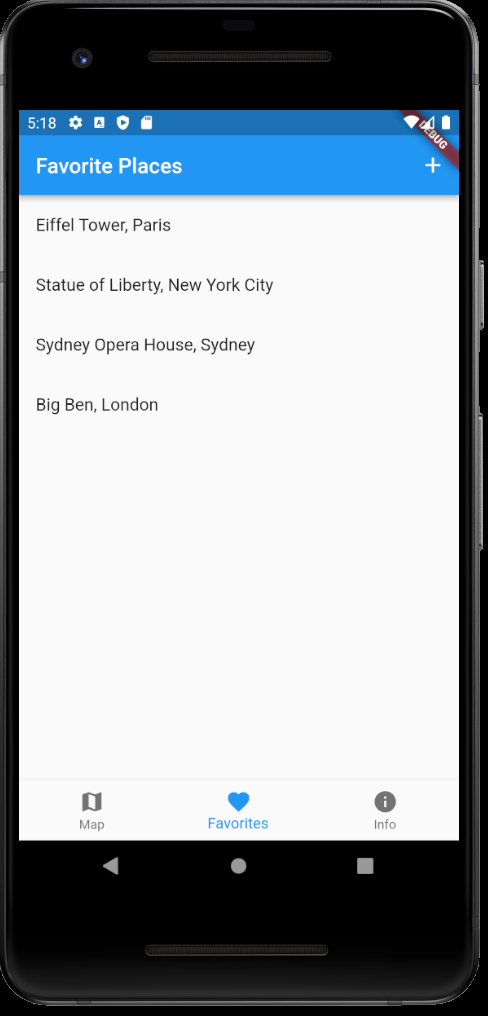 5:18
DEBUG
Favorite Places
Eiffel Tower, Paris
Statue of Liberty, New York City
Sydney Opera House, Sydney
Big Ben, London
Map
Favorites
Info